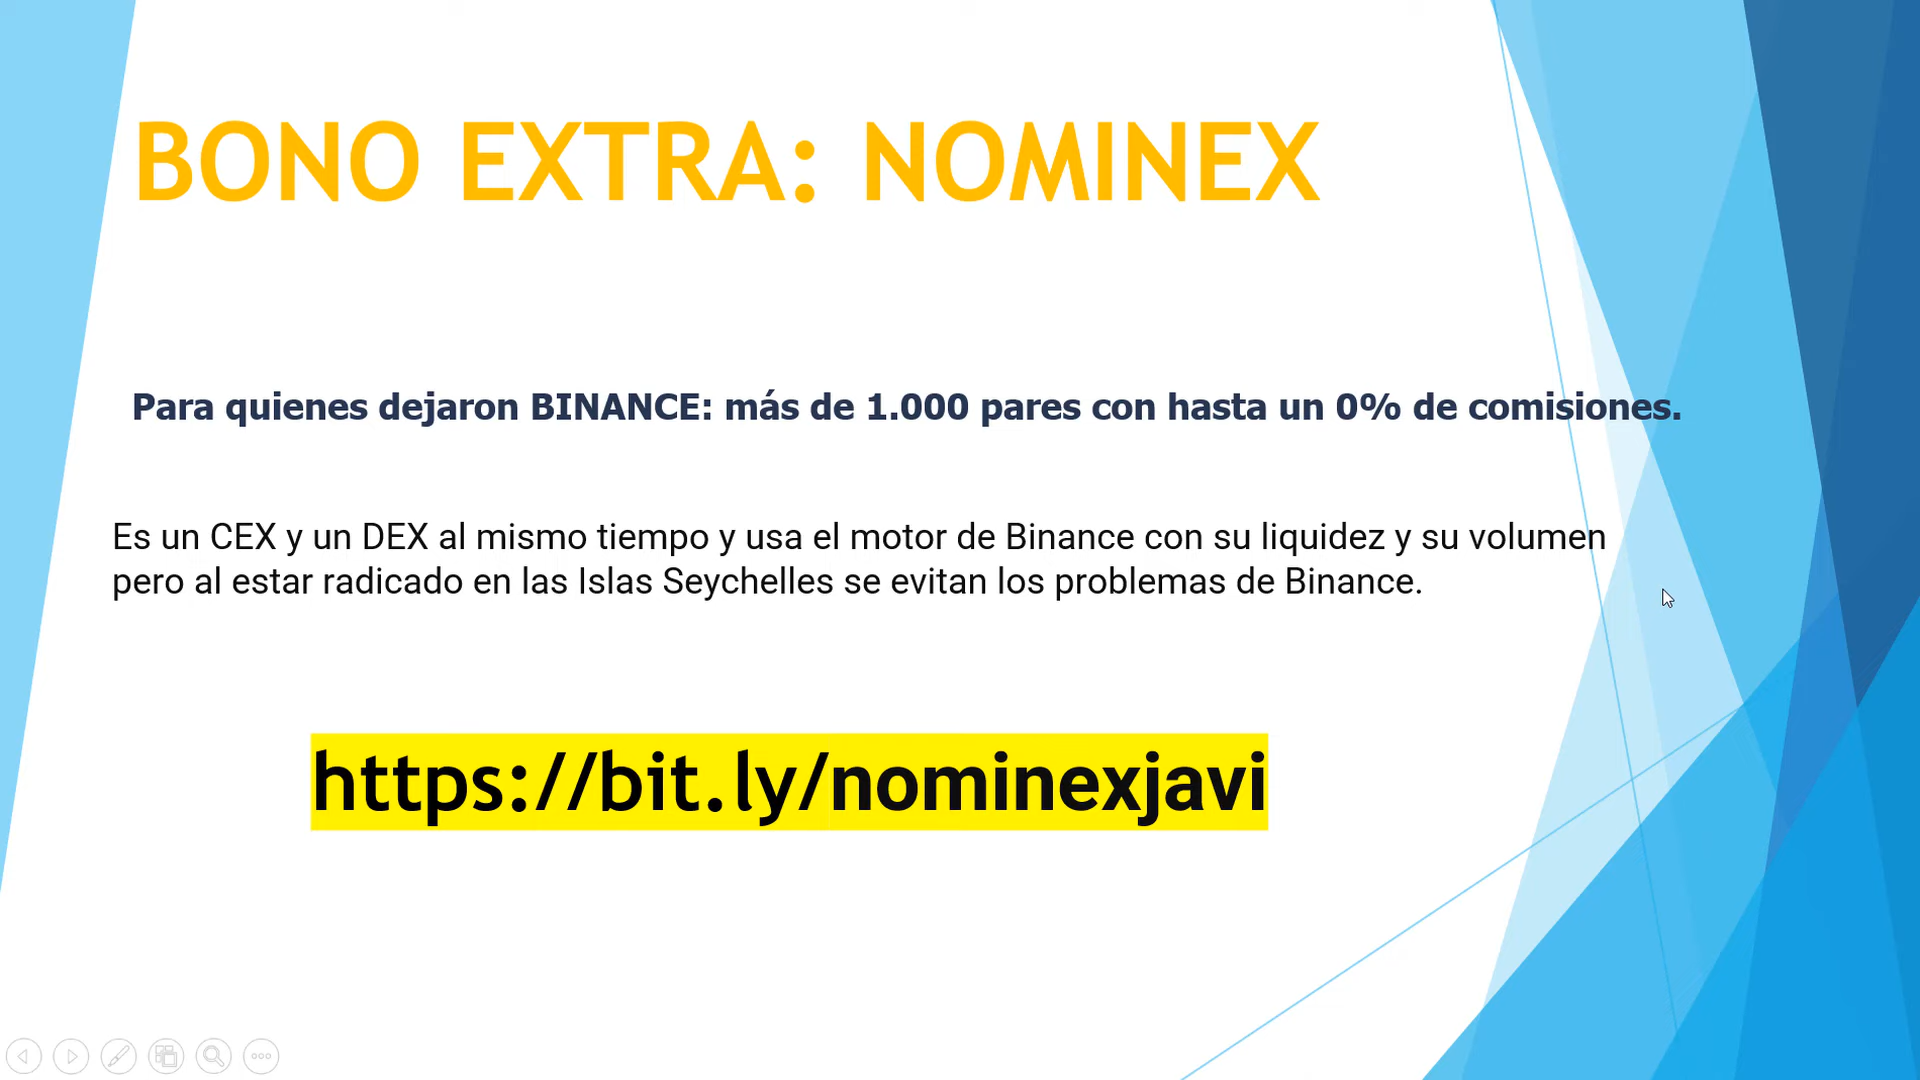 BONO EXTRA: NOMINEX
Para quienes dejaron BINANCE: más de 1.000 pares con hasta un 0% de comisiones.
Es un CEX y un DEX al mismo tiempo y usa el motor de Binance con su liquidez y su volumen
pero al estar radicado en las Islas Seychelles se evitan los problemas de Binance.
https://bit.ly/nominexjavi